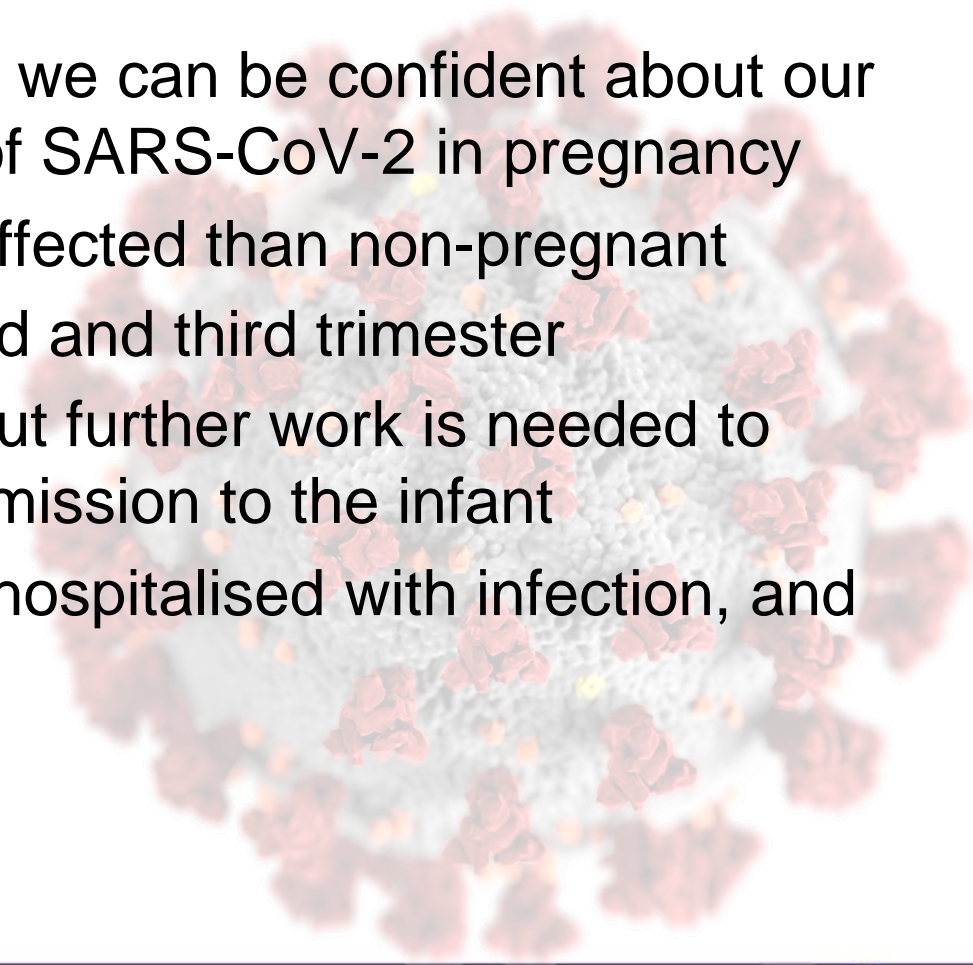 we can be confident about our
of SARS-CoV-2 in pregnancy
ffected than non-pregnant
d and third trimester
ut further work is needed to
mission to the infant
hospitalised with infection, and